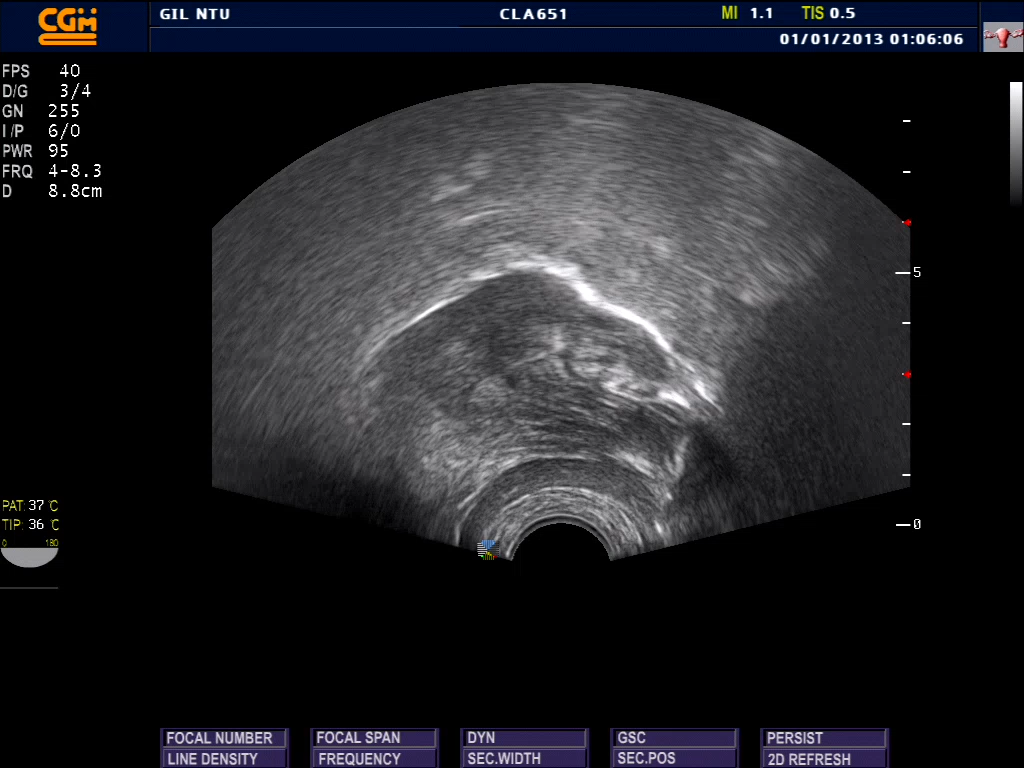 CGM
GIL NTU CLA651 MI 1.1 TIS 0.5
01/01/2013 01:06:06
FPS 40
D/G 3/4
GN 255
I/P 6/0
PWR 95
FRQ 4-8.3
D 8.8cm
5
PAT: 37 °C
TIP: 36 °C
0 180
0
FOCAL NUMBER FOCAL SPAN DYN GSC PERSIST
LINE DENSITY FREQUENCY SEC.WIDTH SEC.POS 2D REFRESH